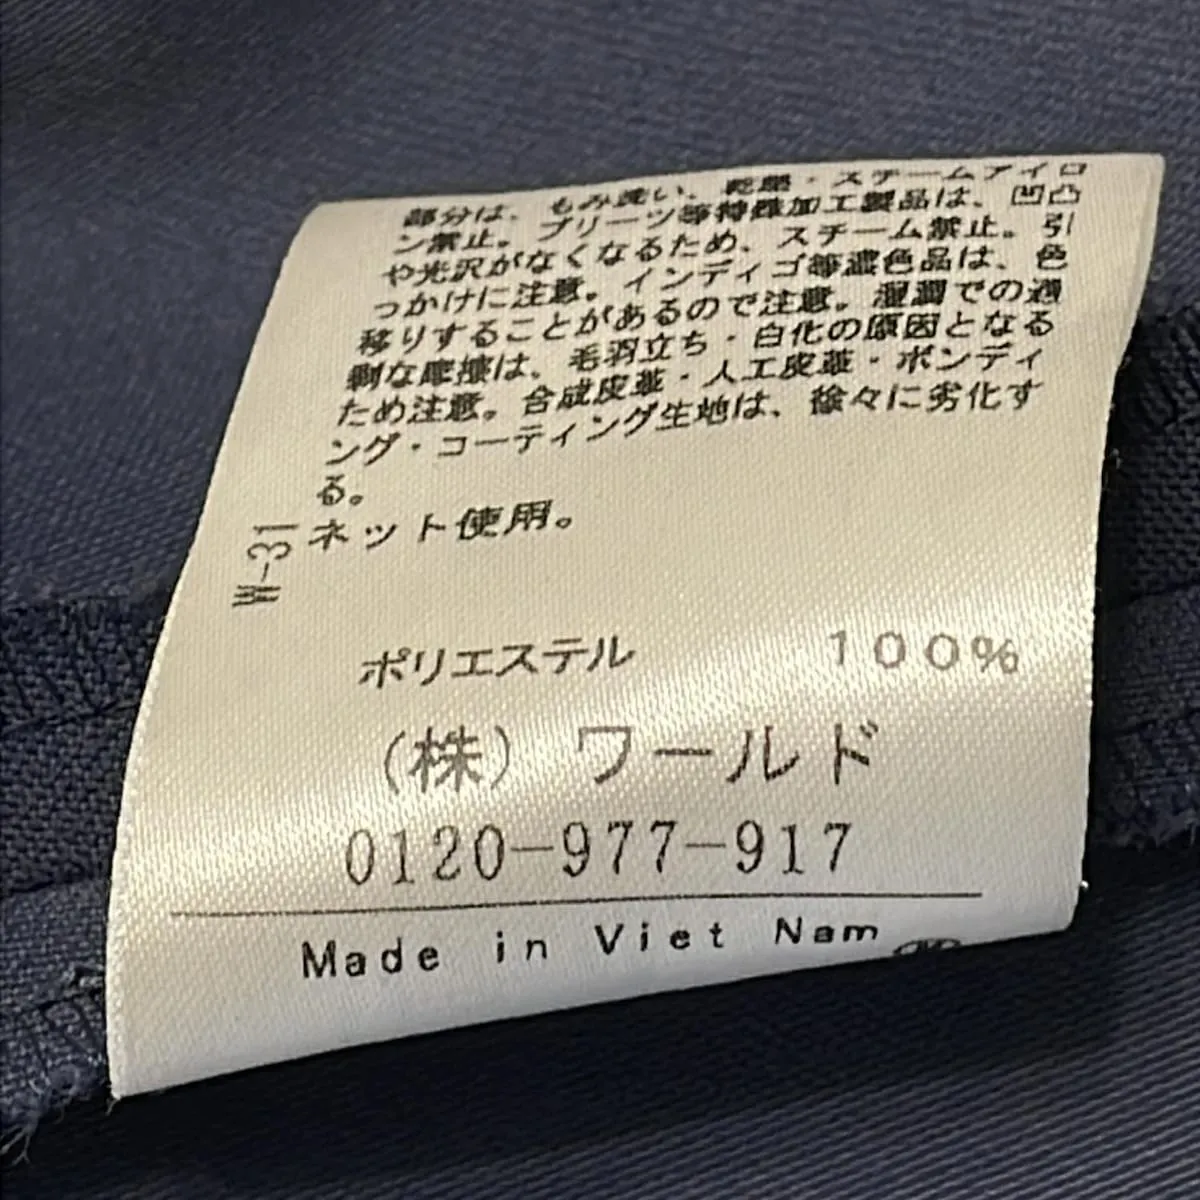 部分は、もみ洗い、乾燥・スチームアイロ
ン禁止。プリーツ等特殊加工製品は、凹凸
や光沢がなくなるため、スチーム禁止。引
っかけに注意。インディゴ等濃色品は、色
移りすることがあるので注意。湿潤での過
剰な摩擦は、毛羽立ち・白化の原因となる
ため注意。合成皮革・人工皮革・ボンディ
ング・コーティング生地は、徐々に劣化す
る。
ネット使用。
W-31
ポリエステル 100%
(株)ワールド
0120-977-917
Made in Viet Nam